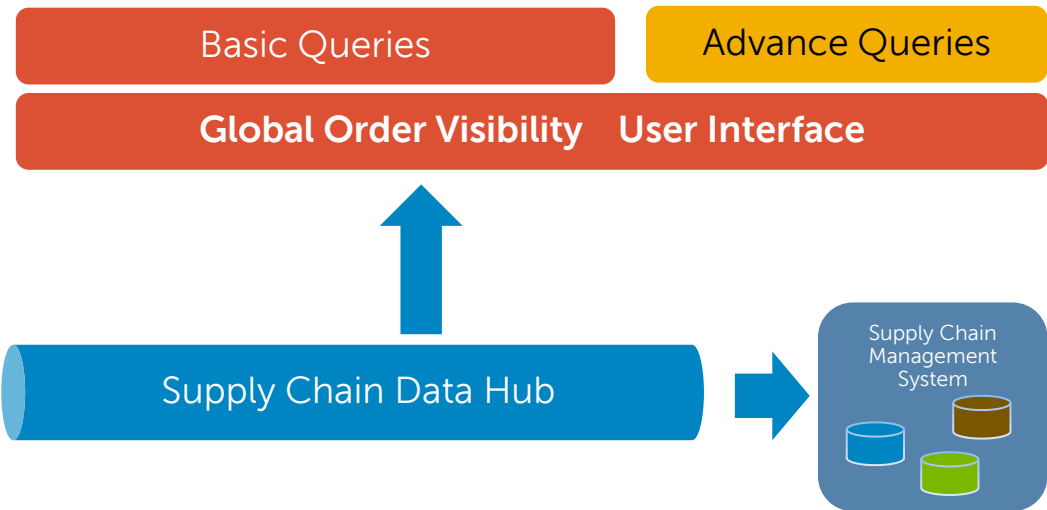 Basic Queries
Advance Queries
Global Order Visibility User Interface
Supply Chain Data Hub
Supply Chain
Management
System